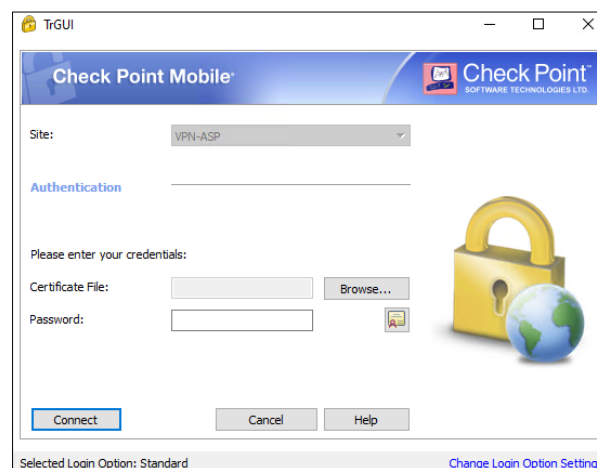 TrGUI
Check Point Mobile
Check Point™
SOFTWARE TECHNOLOGIES LTD.
Site:
VPN-ASP
Authentication
Please enter your credentials:
Certificate File:
Browse...
Password:
Connect
Cancel
Help
Selected Login Option: Standard
Change Login Option Setting